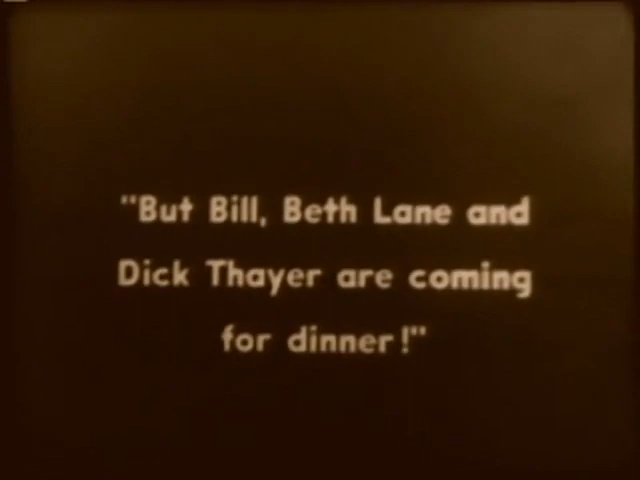 "But Bill, Beth Lane and
Dick Thayer are coming
for dinner!"